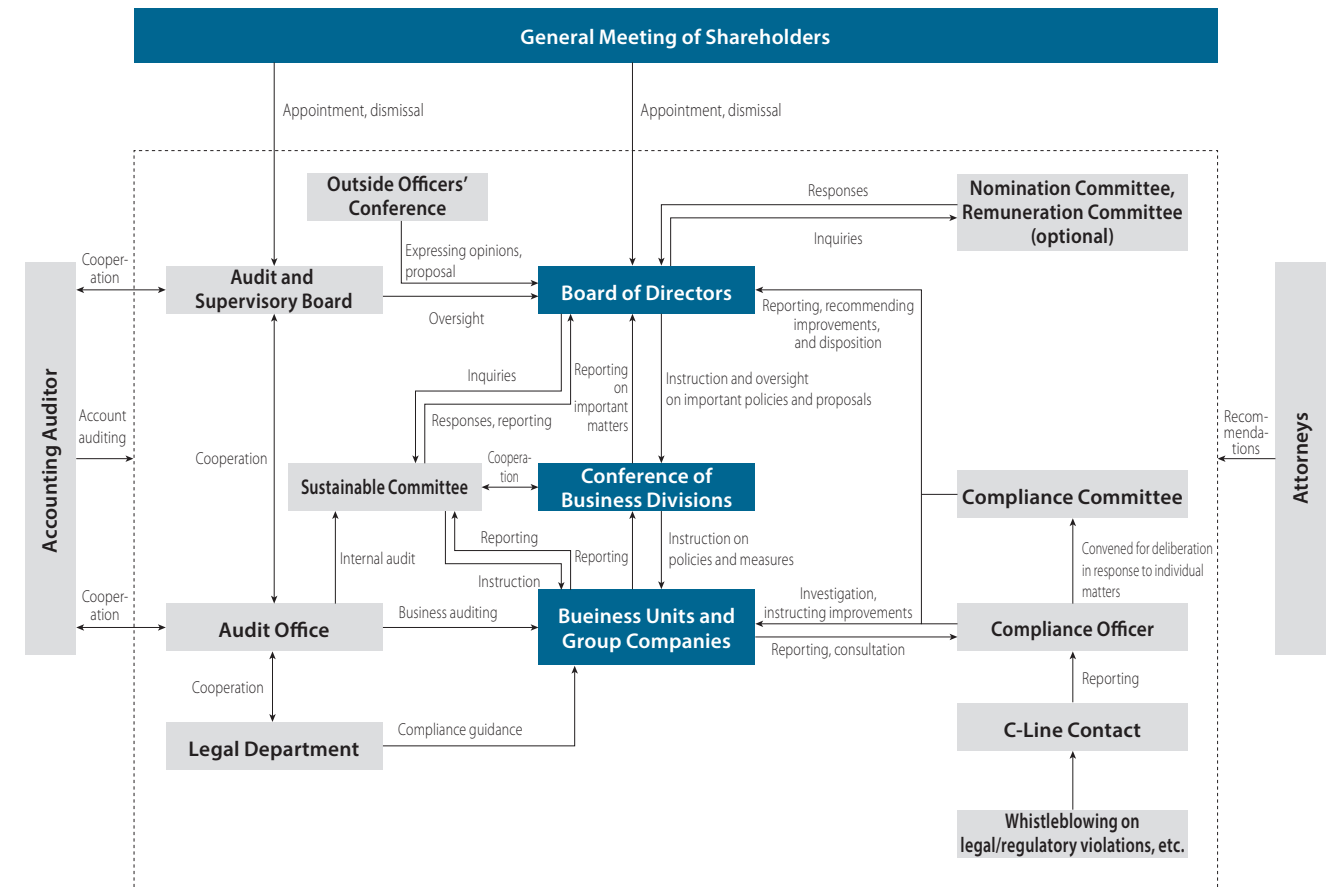 General Meeting of Shareholders
Appointment, dismissal
Appointment, dismissal
Outside Officers’
Conference
Responses
Inquiries
Nomination Committee,
Remuneration Committee
(optional)
Expressing opinions,
proposal
Cooper-
ation
Audit and
Supervisory Board
Oversight
Board of Directors
Reporting, recommending
improvements,
and disposition
Accounting Auditor
Account
auditing
Attorneys
Recom-
menda-
tions
Inquiries
Responses, reporting
Reporting
on
important
matters
Instruction and oversight
on important policies and proposals
Cooperation
Sustainable Committee
Coopera-
tion
Conference of
Business Divisions
Compliance Committee
Internal audit
Reporting
Instruction
Reporting
Instruction on
policies and measures
Convened for deliberation
in response to individual
matters
Cooper-
ation
Audit Office
Business auditing
Bueiness Units and
Group Companies
Investigation,
instructing improvements
Reporting, consultation
Compliance Officer
Cooperation
Reporting
Legal Department
Compliance guidance
C-Line Contact
Whistleblowing on
legal/regulatory violations, etc.